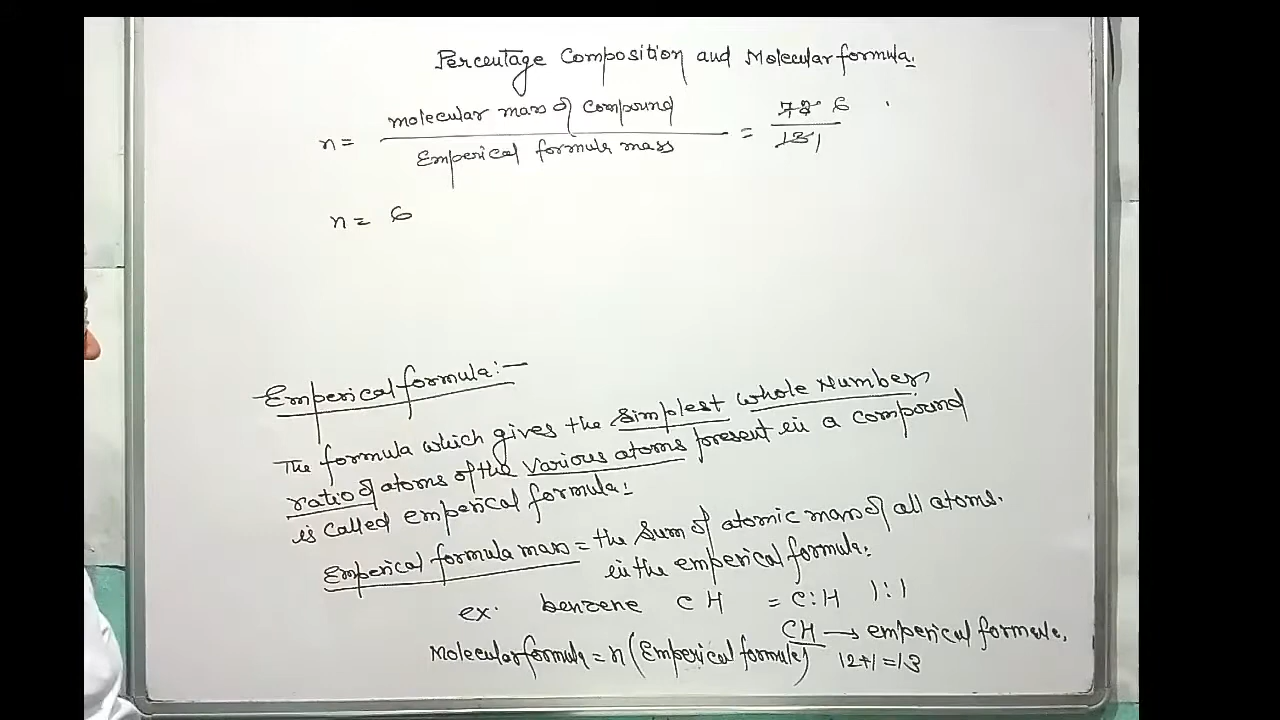 Percentage Composition and Molecular formula.
n = molecular mass of compound / Emperical formula mass = 78 6 / 13 1
n = 6
Emperical formula:-
The formula which gives the simplest whole Number
ratio of atoms of the various atoms present in a compound
is called emperical formula.
Emperical formula mass = the sum of atomic mass of all atoms.
in the emperical formula.
ex. benzene CH = C:H 1:1
CH → emperical formula.
Molecular formula = n (Emperical formula) 12+1=13